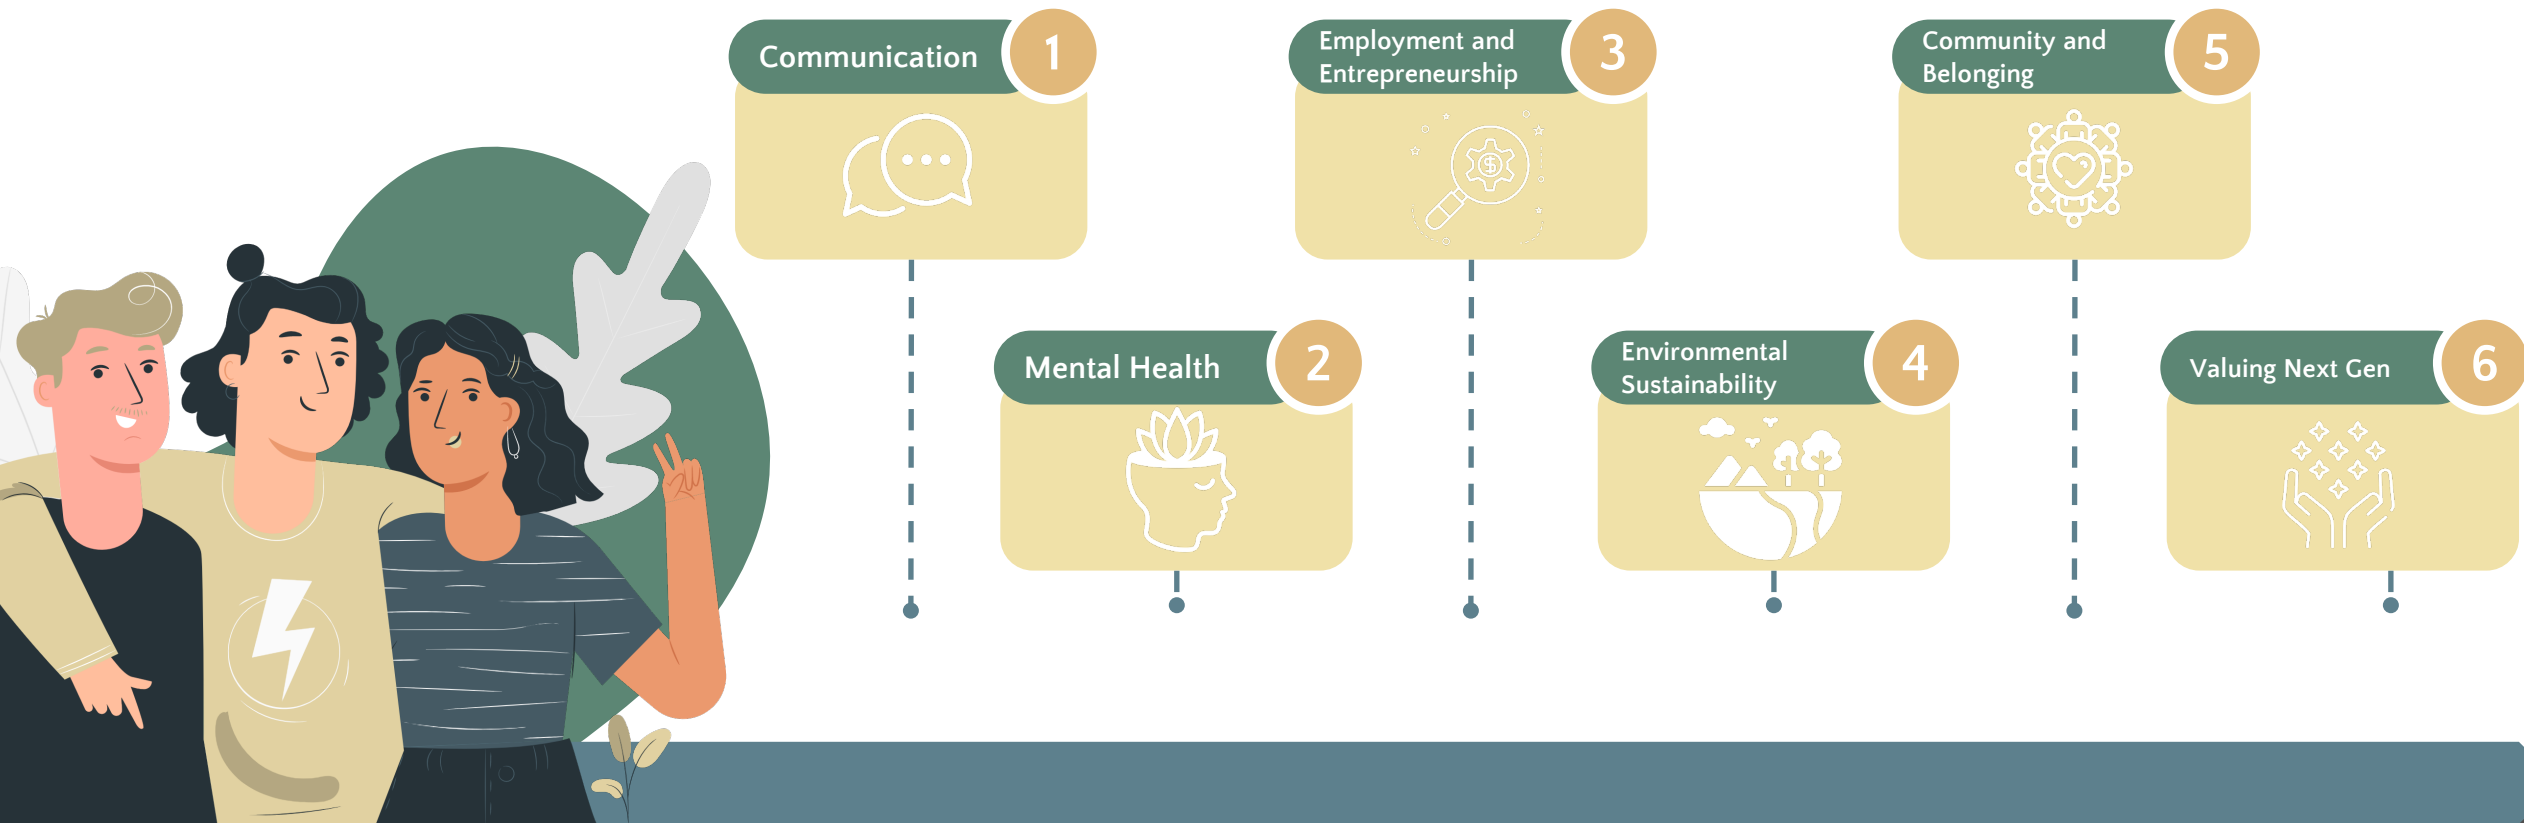 Communication
1
Mental Health
2
Employment and
Entrepreneurship
3
$
Environmental
Sustainability
4
Community and
Belonging
5
Valuing Next Gen
6